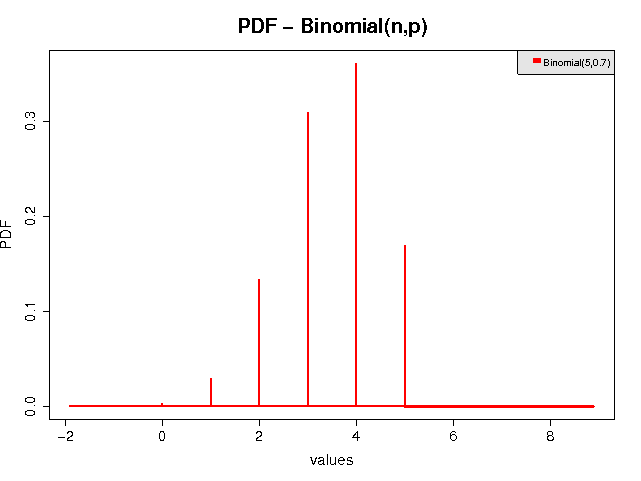 PDF − Binomial(n,p)
Binomial(5,0.7)
PDF
0.3
0.2
0.1
0.0
−2 0 2 4 6 8
values